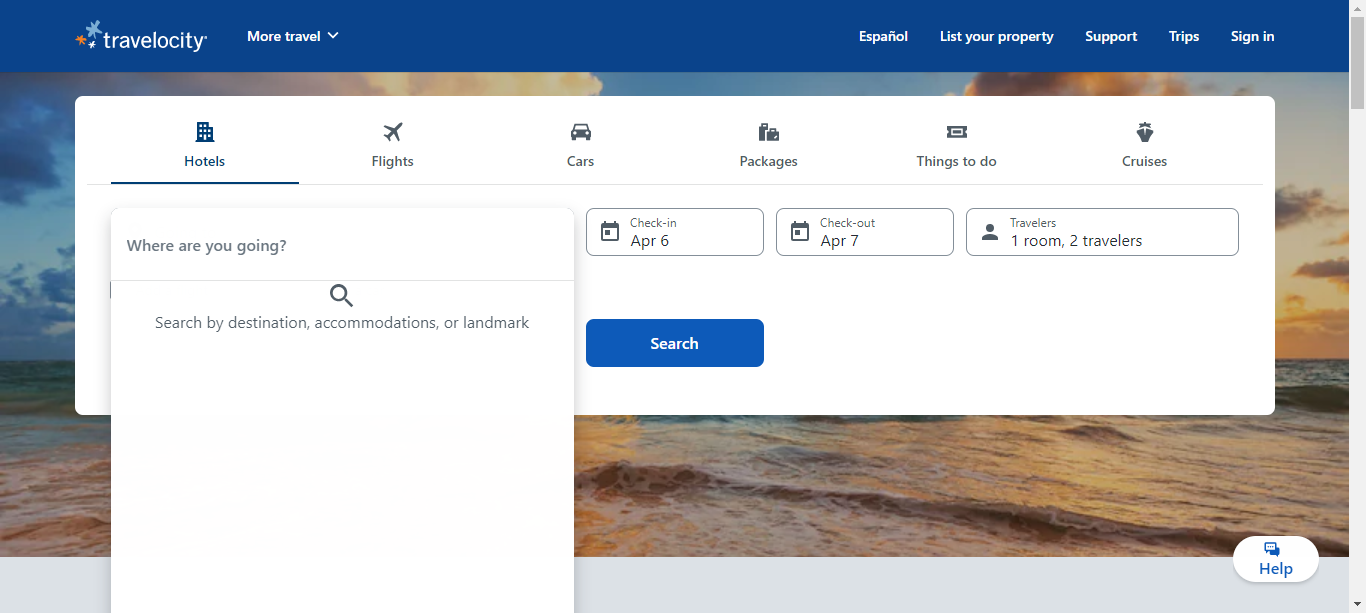 travelocity
More travel
Español
List your property
Support
Trips
Sign in
Hotels
Flights
Cars
Packages
Things to do
Cruises
Where are you going?
Check-in
Apr 6
Check-out
Apr 7
Travelers
1 room, 2 travelers
Search by destination, accommodations, or landmark
Search
Help